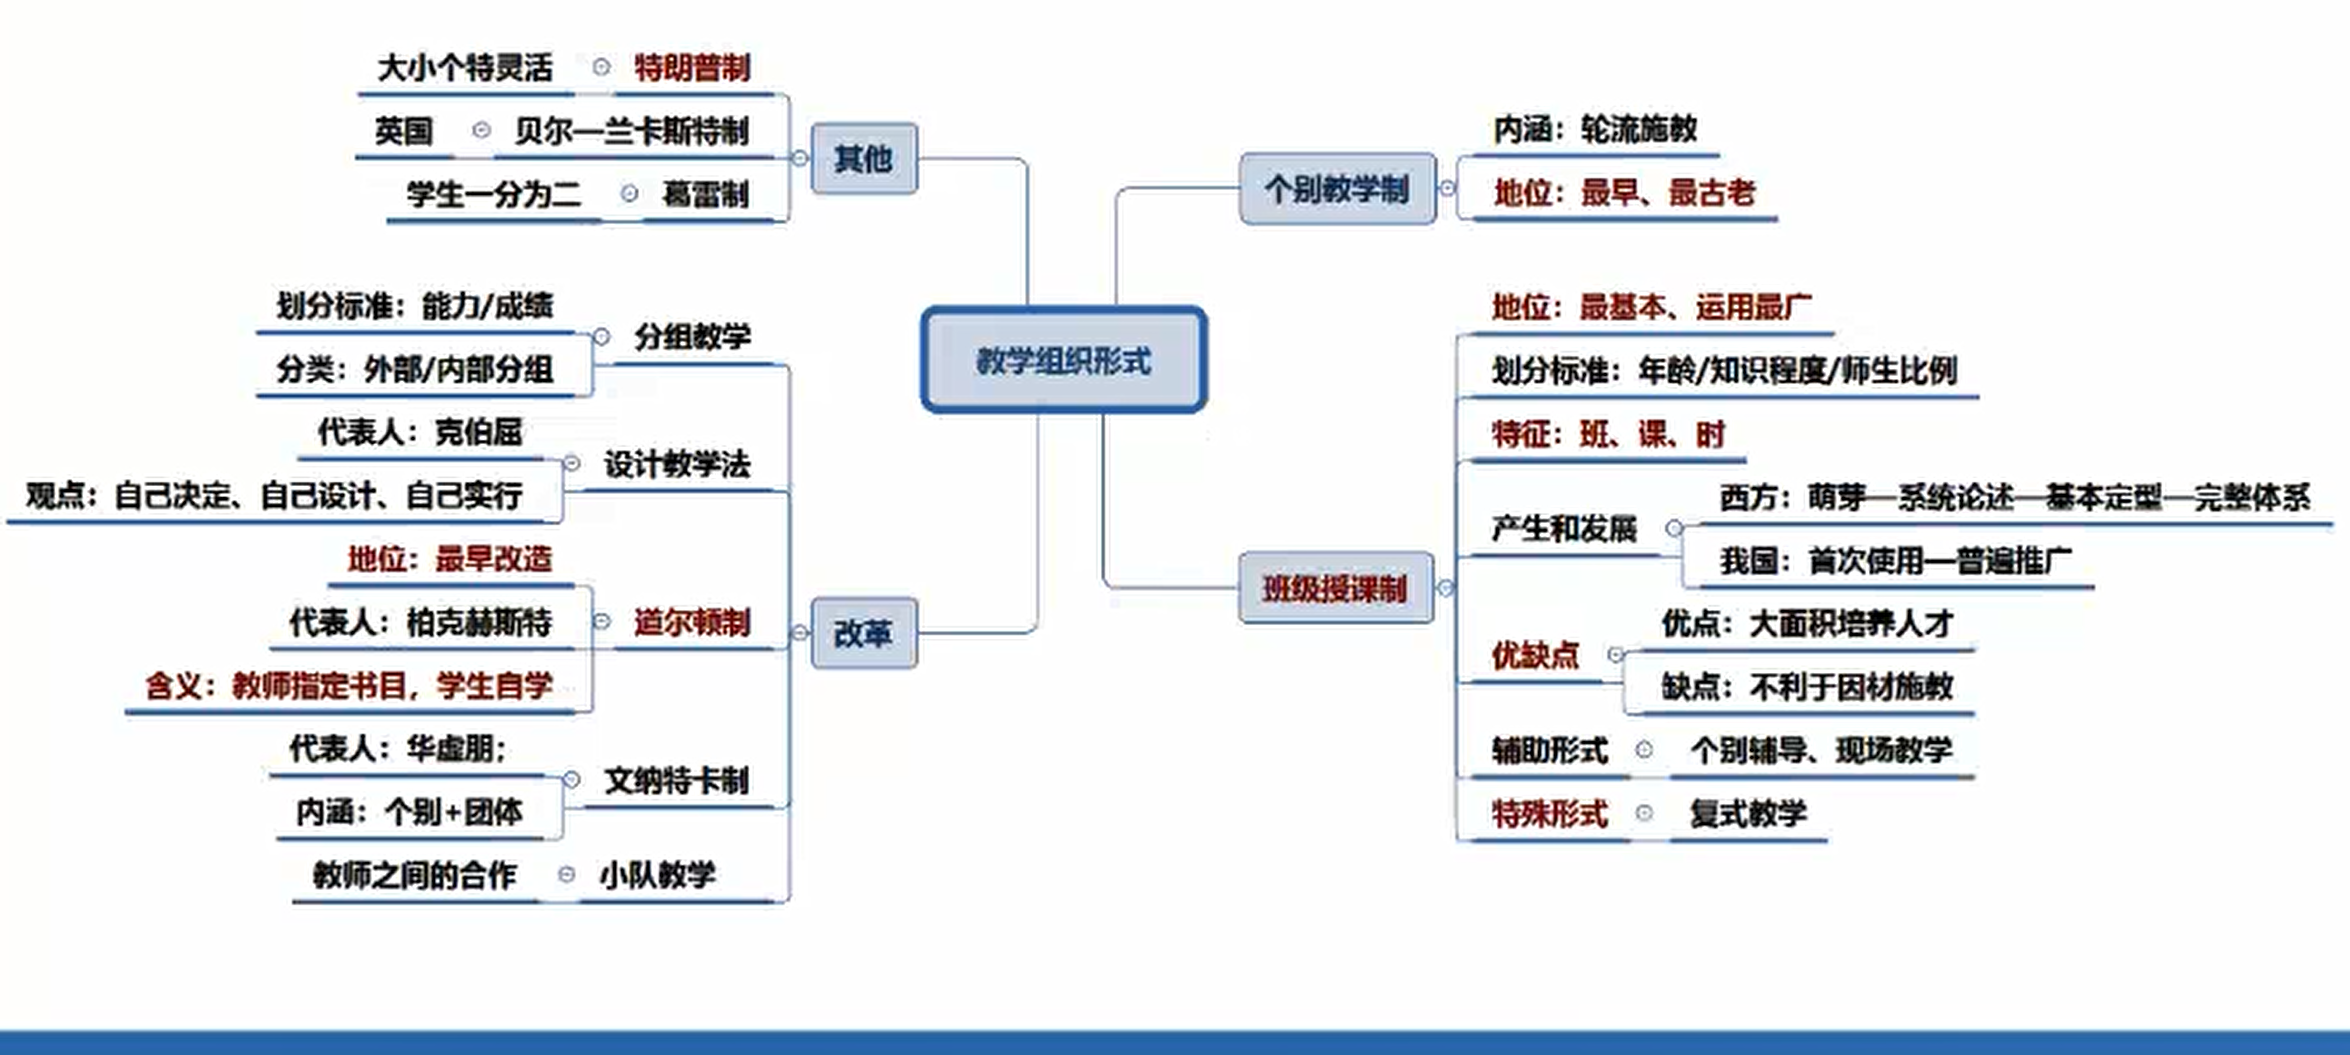 教学组织形式
个别教学制
内涵：轮流施教
地位：最早、最古老
班级授课制
地位：最基本、运用最广
划分标准：年龄/知识程度/师生比例
特征：班、课、时
产生和发展
西方：萌芽—系统论述—基本定型—完整体系
我国：首次使用—普遍推广
优缺点
优点：大面积培养人才
缺点：不利于因材施教
辅助形式
个别辅导、现场教学
特殊形式
复式教学
其他
特朗普制
大小个特灵活
贝尔—兰卡斯特制
英国
葛雷制
学生一分为二
改革
分组教学
划分标准：能力/成绩
分类：外部/内部分组
设计教学法
代表人：克伯屈
观点：自己决定、自己设计、自己实行
道尔顿制
地位：最早改造
代表人：柏克赫斯特
含义：教师指定书目，学生自学
文纳特卡制
代表人：华虚朋；
内涵：个别+团体
小队教学
教师之间的合作